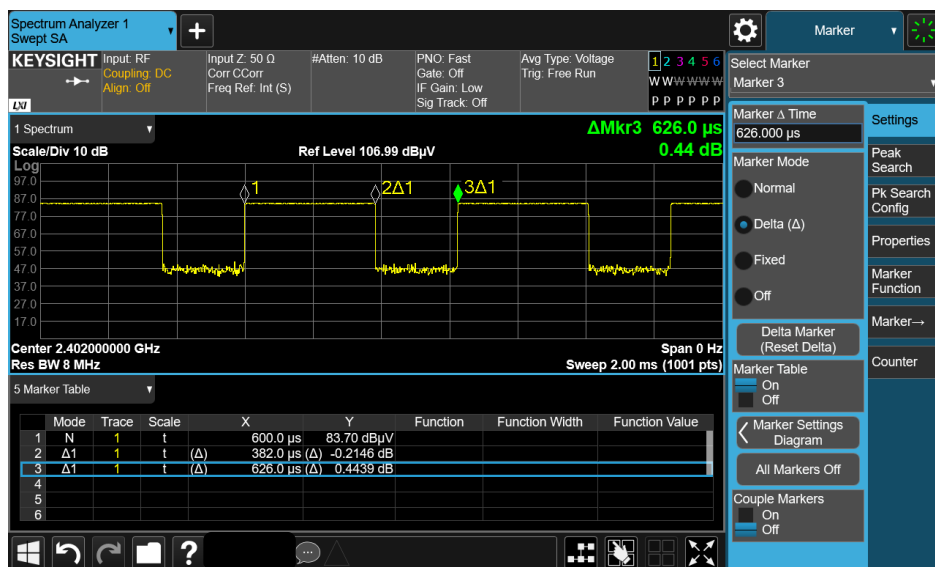 Spectrum Analyzer 1
Swept SA
+
Marker
KEYSIGHT
Input: RF
Coupling: DC
Align: Off
Input Z: 50 Ω
Corr CCorr
Freq Ref: Int (S)
#Atten: 10 dB
PNO: Fast
Gate: Off
IF Gain: Low
Sig Track: Off
Avg Type: Voltage
Trig: Free Run
1 2 3 4 5 6
W W W W W W
P P P P P P
LXI
Select Marker
Marker 3
1 Spectrum
ΔMkr3 626.0 µs
0.44 dB
Scale/Div 10 dB
Ref Level 106.99 dBµV
Log
97.0
87.0
77.0
67.0
57.0
47.0
37.0
27.0
17.0
1
2Δ1
3Δ1
Center 2.402000000 GHz
Res BW 8 MHz
Span 0 Hz
Sweep 2.00 ms (1001 pts)
5 Marker Table
Mode Trace Scale X Y Function Function Width Function Value
1 N 1 t 600.0 µs 83.70 dBµV
2 Δ1 1 t (Δ) 382.0 µs (Δ) -0.2146 dB
3 Δ1 1 t (Δ) 626.0 µs (Δ) 0.4439 dB
4
5
6
?
Marker Δ Time
626.000 µs
Marker Mode
Normal
Delta (Δ)
Fixed
Off
Delta Marker
(Reset Delta)
Marker Table
On
Off
Marker Settings
Diagram
All Markers Off
Couple Markers
On
Off
Settings
Peak
Search
Pk Search
Config
Properties
Marker
Function
Marker→
Counter